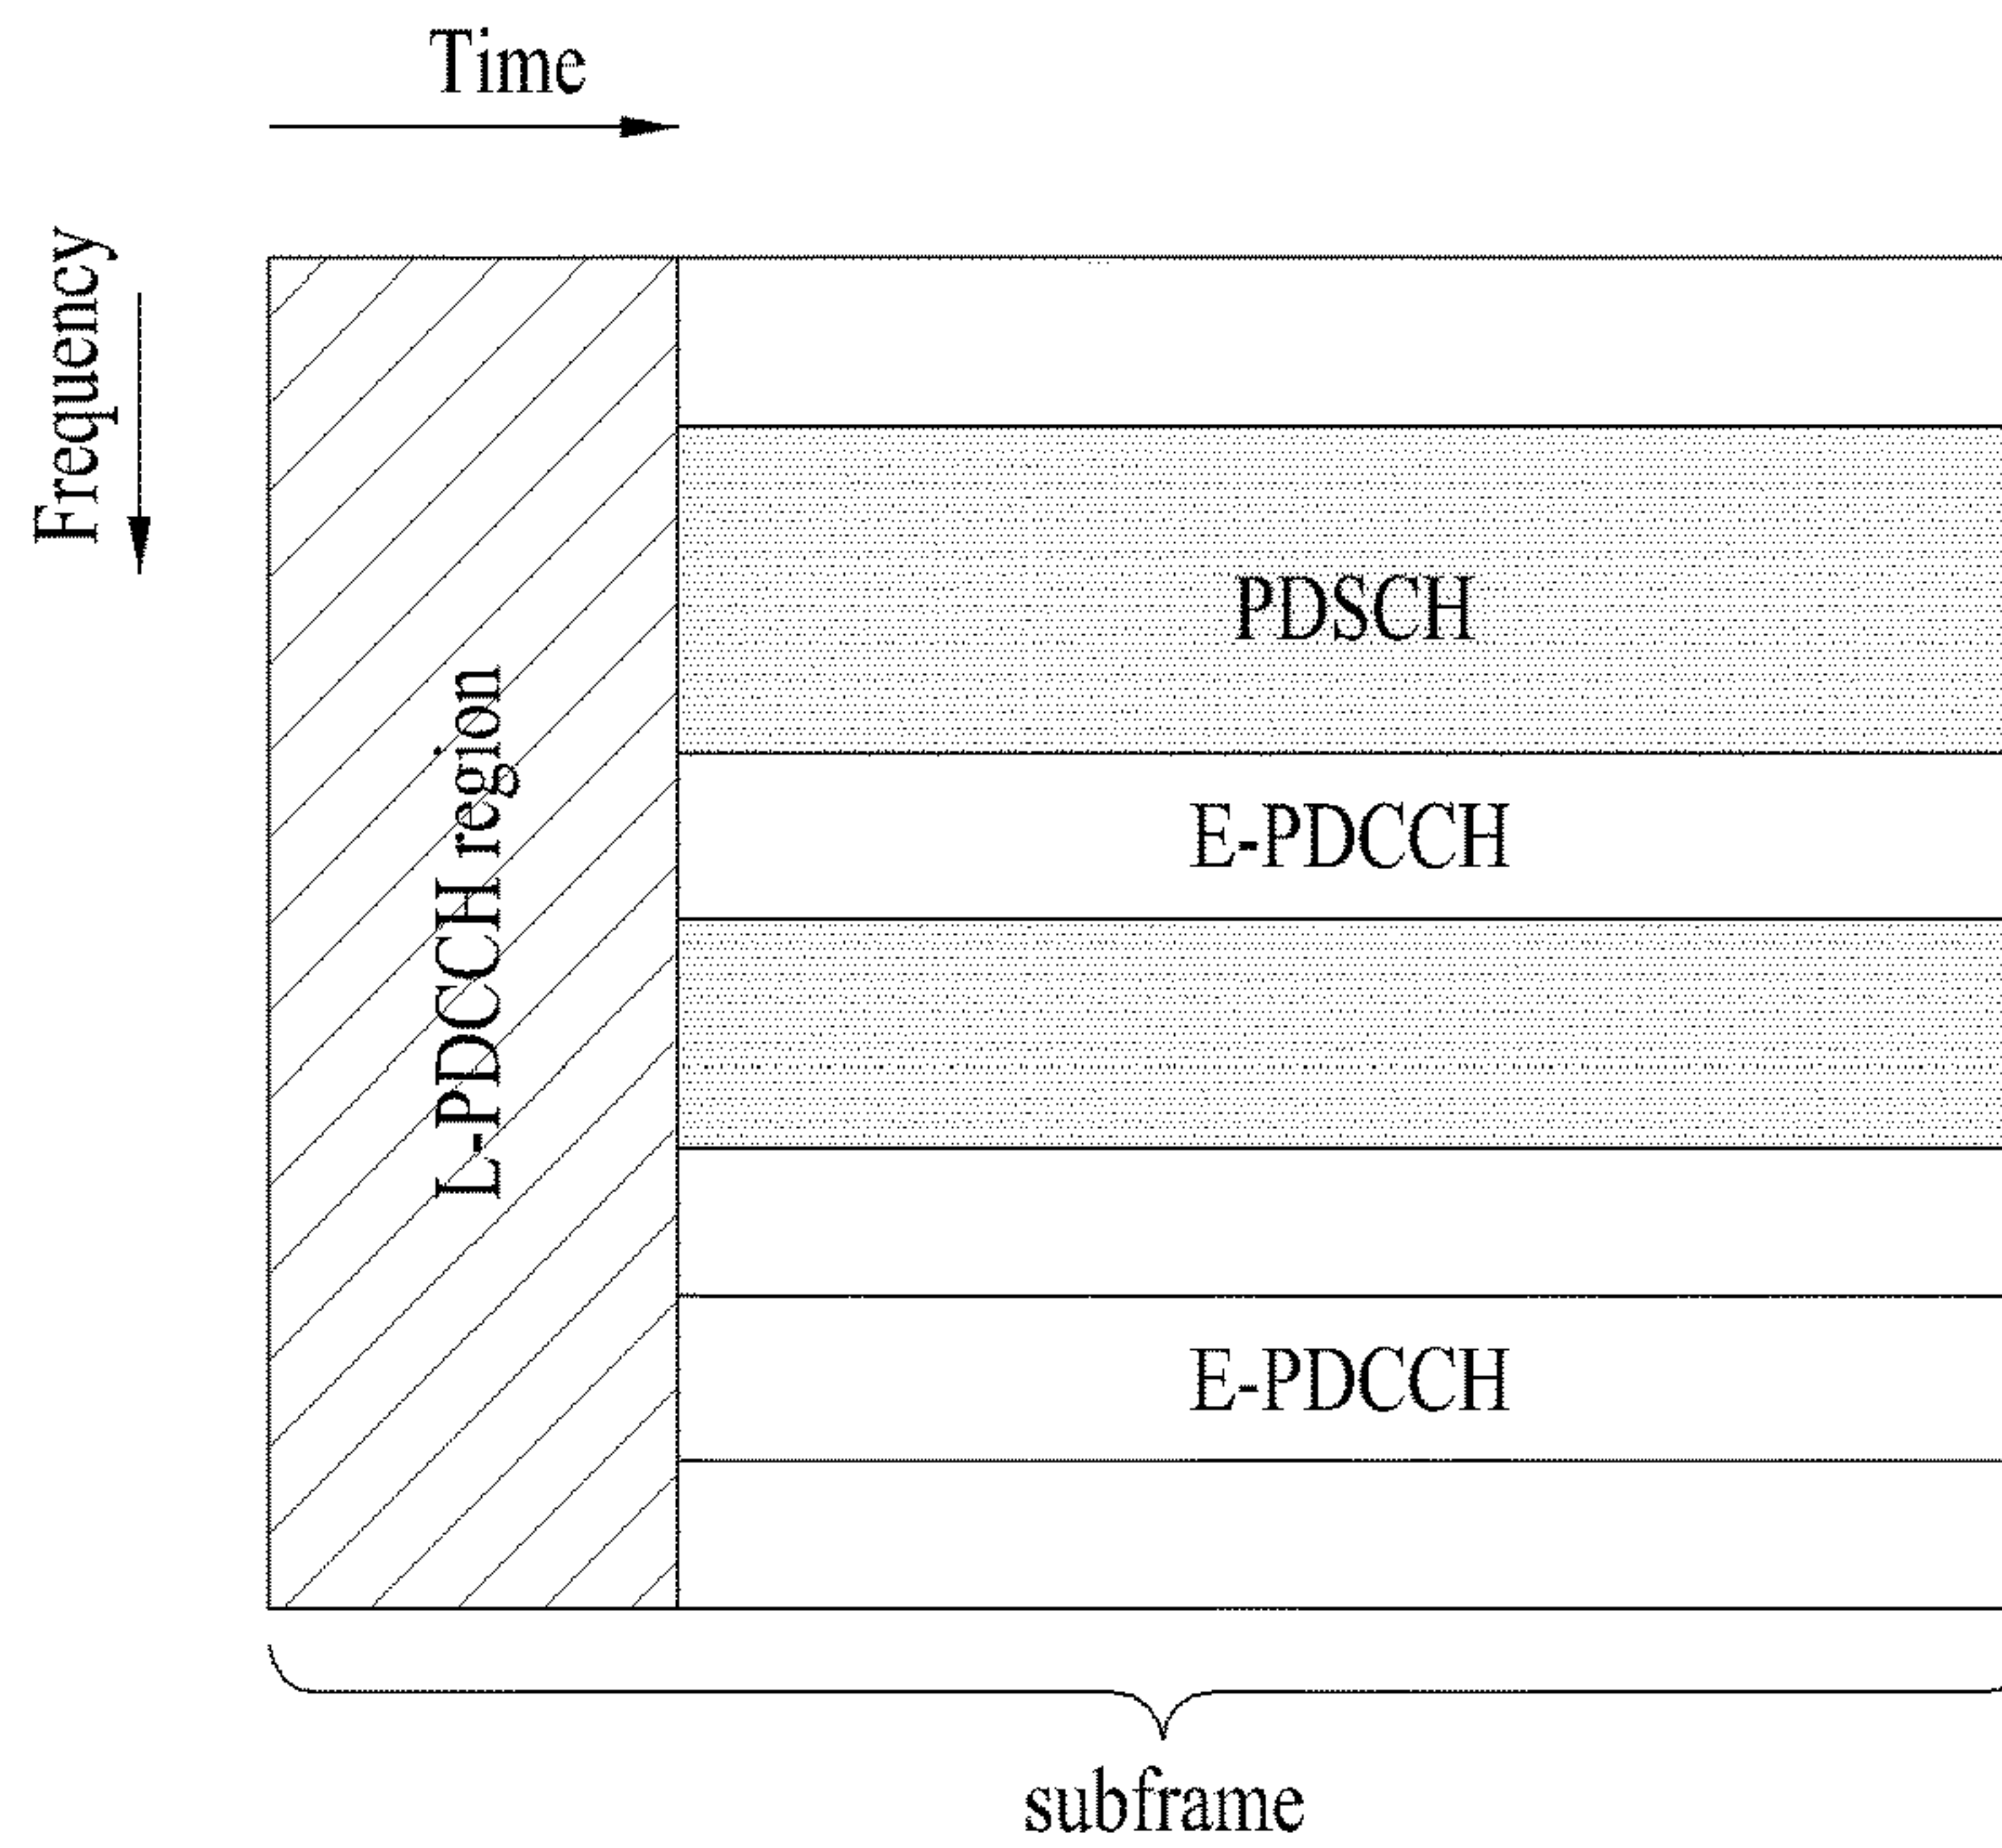 Time
Frequency
L-PDCCH region
PDSCH
E-PDCCH
E-PDCCH
subframe